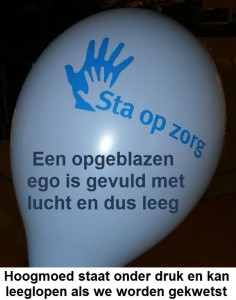 Sta op zorg
Een opgeblazen
ego is gevuld met
lucht en dus leeg
Hoogmoed staat onder druk en kan
leeglopen als we worden gekwetst